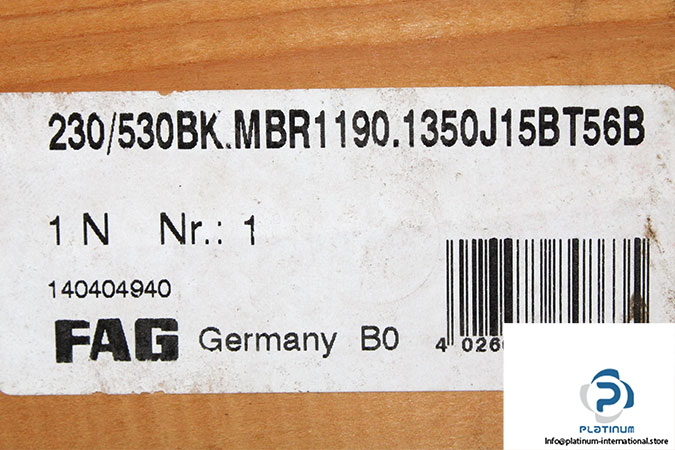 230/530BK.MBR1190.1350J15BT56B
1 N Nr.: 1
140404940
FAG Germany B0
4 026
PLATINUM
Info@platinum-international.store